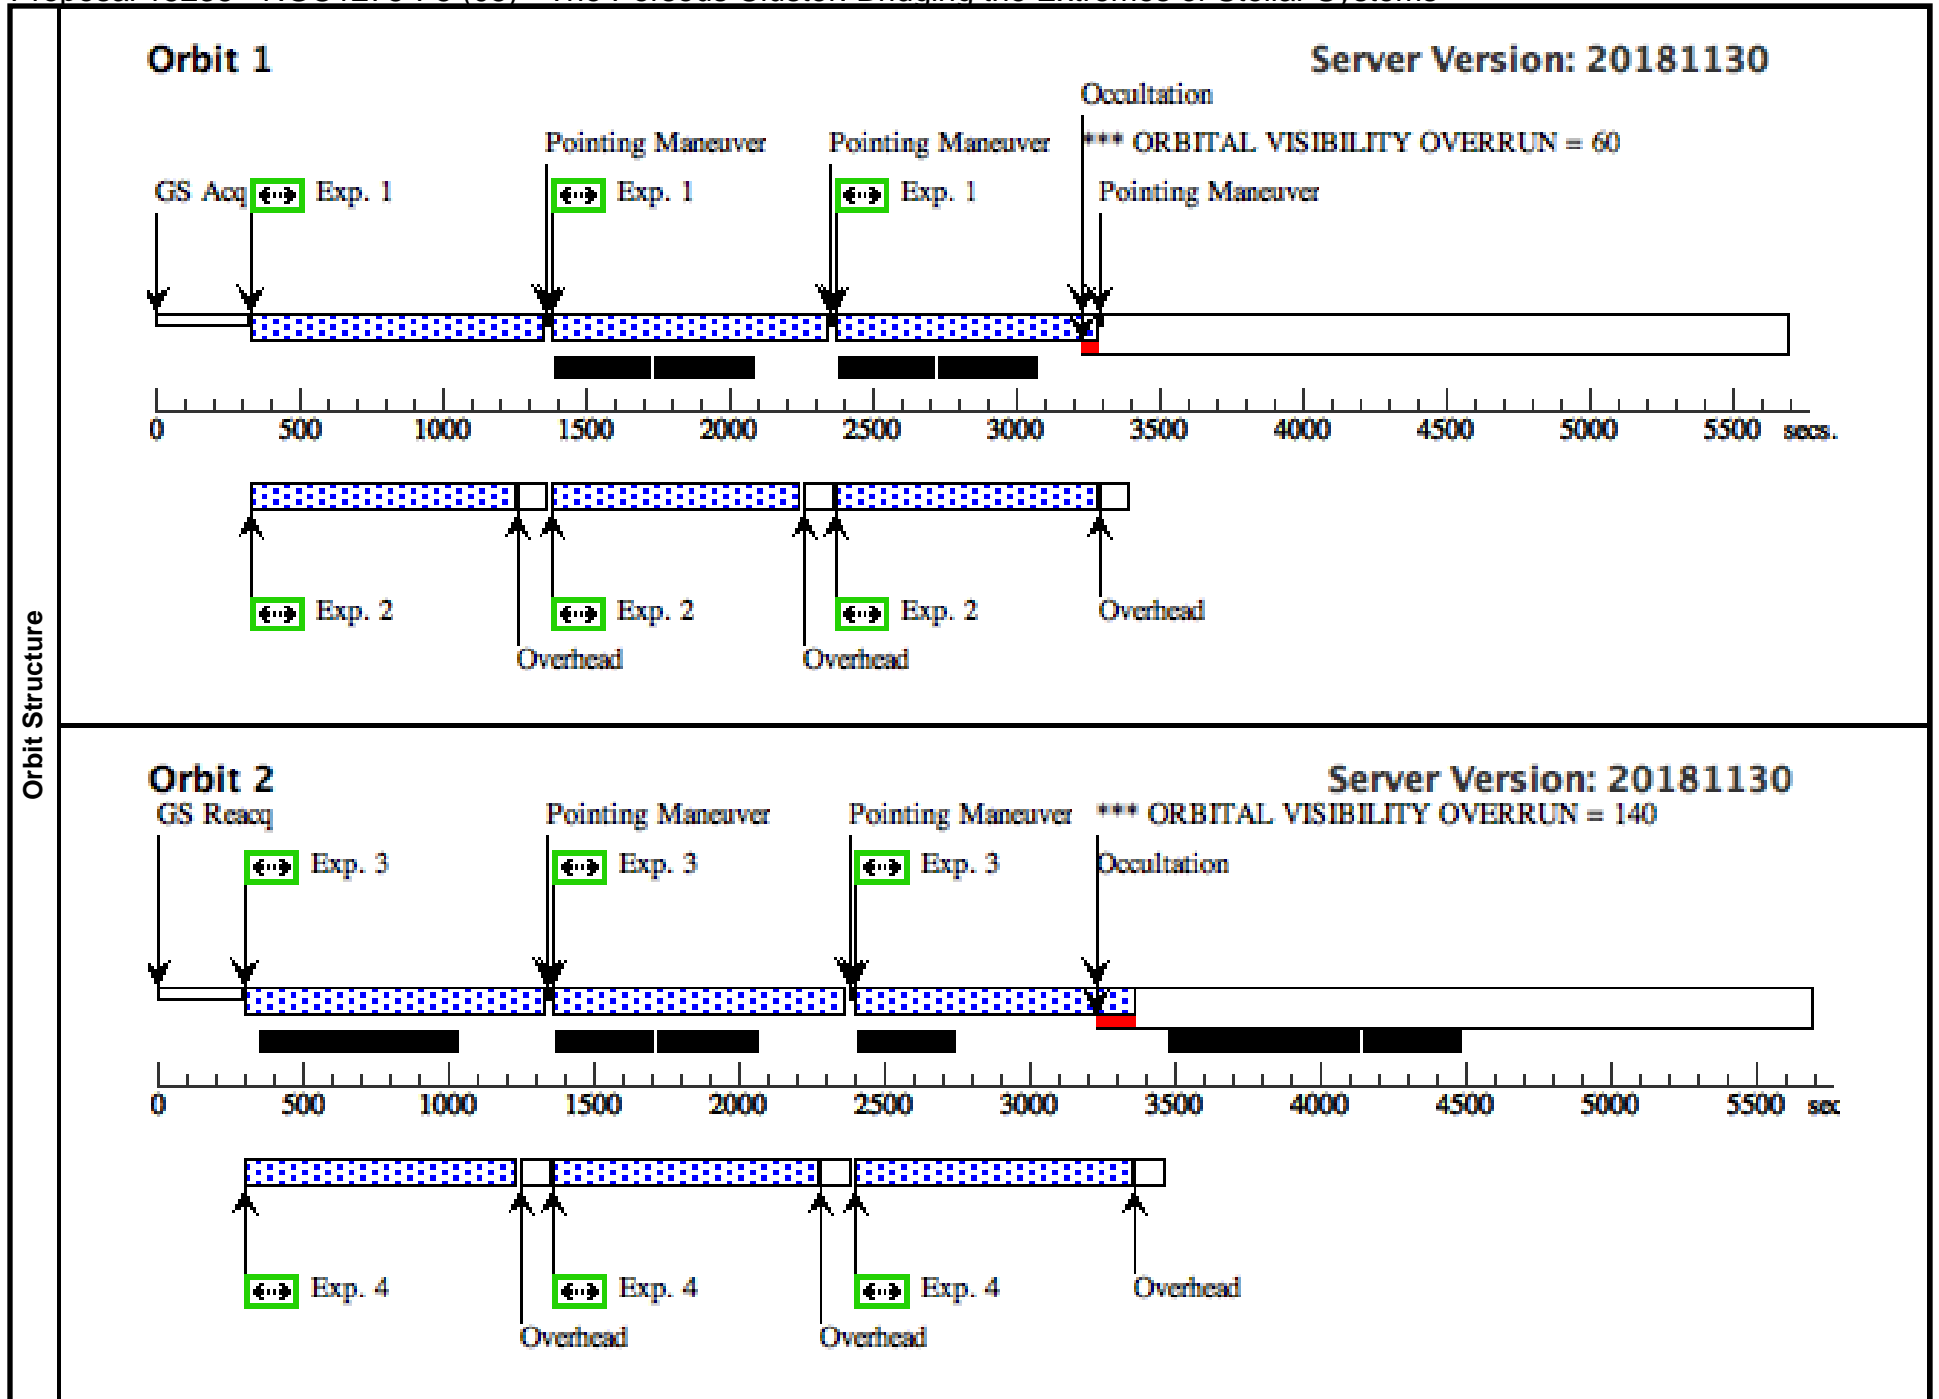 Orbit 1
Server Version: 20181130
Occultation
Pointing Maneuver Pointing Maneuver *** ORBITAL VISIBILITY OVERRUN = 60
GS Acq Exp. 1 Exp. 1 Exp. 1 Pointing Maneuver
0 500 1000 1500 2000 2500 3000 3500 4000 4500 5000 5500 secs.
Exp. 2 Exp. 2 Exp. 2 Overhead
Overhead Overhead
Orbit Structure
Orbit 2
Server Version: 20181130
GS Reacq Pointing Maneuver Pointing Maneuver *** ORBITAL VISIBILITY OVERRUN = 140
Exp. 3 Exp. 3 Exp. 3 Occultation
0 500 1000 1500 2000 2500 3000 3500 4000 4500 5000 5500 sec
Exp. 4 Exp. 4 Exp. 4 Overhead
Overhead Overhead